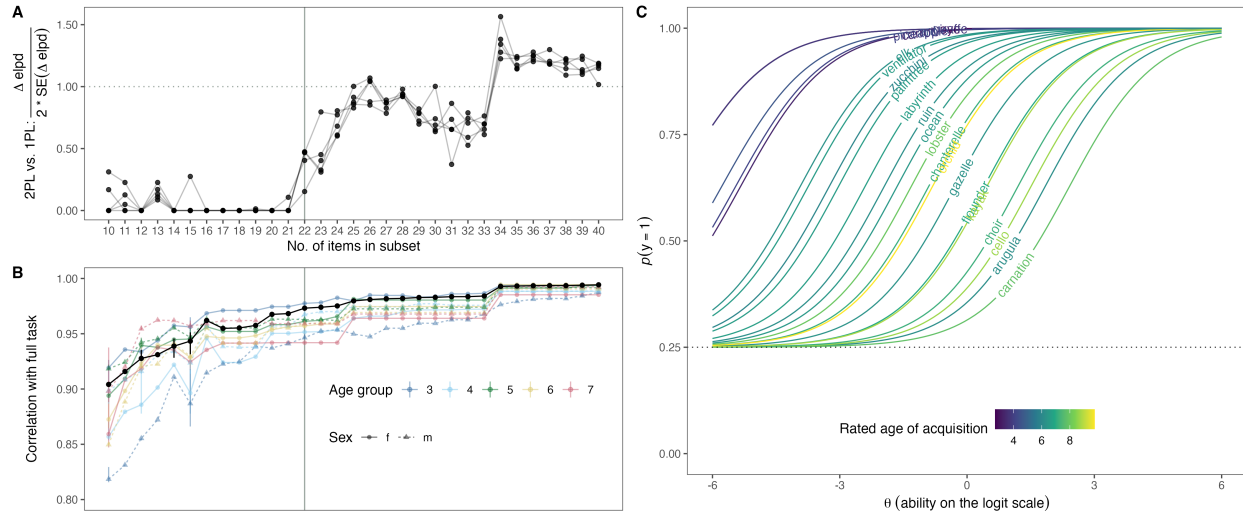 A
2PL vs. 1PL: Δ elpd / 2 * SE(Δ elpd)
1.50
1.00
0.50
0.00
10 11 12 13 14 15 16 17 18 19 20 21 22 23 24 25 26 27 28 29 30 31 32 33 34 35 36 37 38 39 40
No. of items in subset
B
Correlation with full task
1.00
0.95
0.90
0.85
0.80
Age group 3 4 5 6 7
Sex f m
C
p(y = 1)
1.00
0.75
0.50
0.25
0.00
elk
ventilator
zucchini
palmtree
labyrinth
ruin
ocean
lobster
chanterelle
gazelle
flounder
choir
cello
arugula
carnation
Rated age of acquisition
4 6 8
-6 -3 0 3 6
θ (ability on the logit scale)